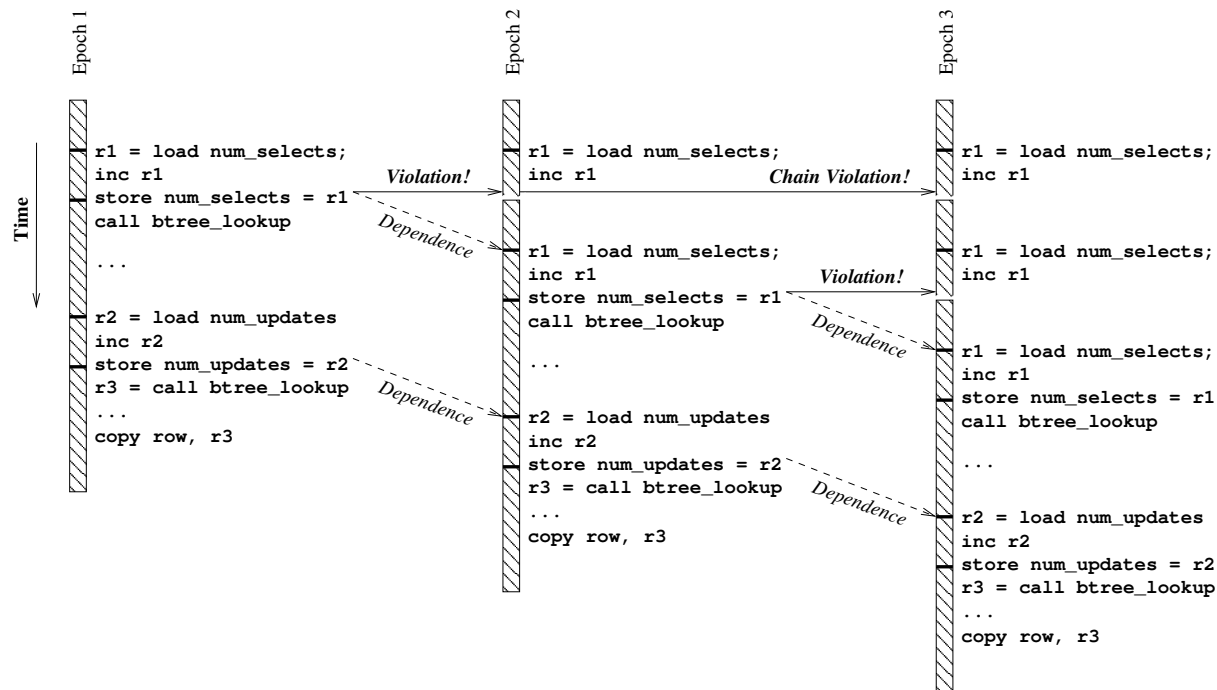 Epoch 1
Epoch 2
Epoch 3
Time
r1 = load num_selects;
inc r1
store num_selects = r1
call btree_lookup
...
r2 = load num_updates
inc r2
store num_updates = r2
r3 = call btree_lookup
...
copy row, r3
Violation!
Dependence
Dependence
r1 = load num_selects;
inc r1
Chain Violation!
r1 = load num_selects;
inc r1
store num_selects = r1
call btree_lookup
...
r2 = load num_updates
inc r2
store num_updates = r2
r3 = call btree_lookup
...
copy row, r3
Violation!
Dependence
Dependence
r1 = load num_selects;
inc r1
r1 = load num_selects;
inc r1
r1 = load num_selects;
inc r1
store num_selects = r1
call btree_lookup
...
r2 = load num_updates
inc r2
store num_updates = r2
r3 = call btree_lookup
...
copy row, r3